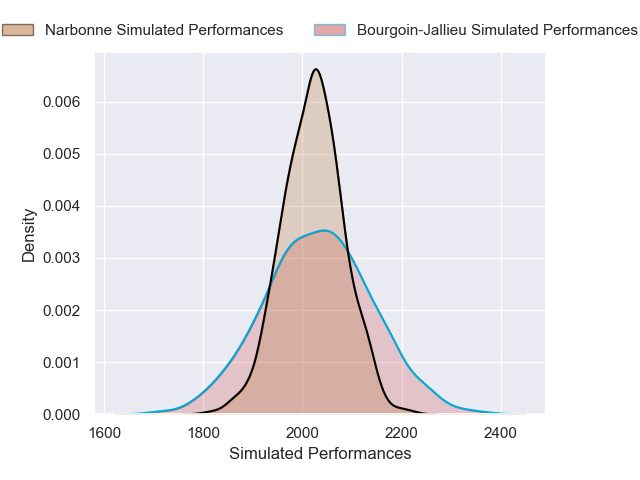 Narbonne Simulated Performances Bourgoin-Jallieu Simulated Performances
0.006
0.005
0.004
0.003
0.002
0.001
0.000
Density
1600 1800 2000 2200 2400
Simulated Performances